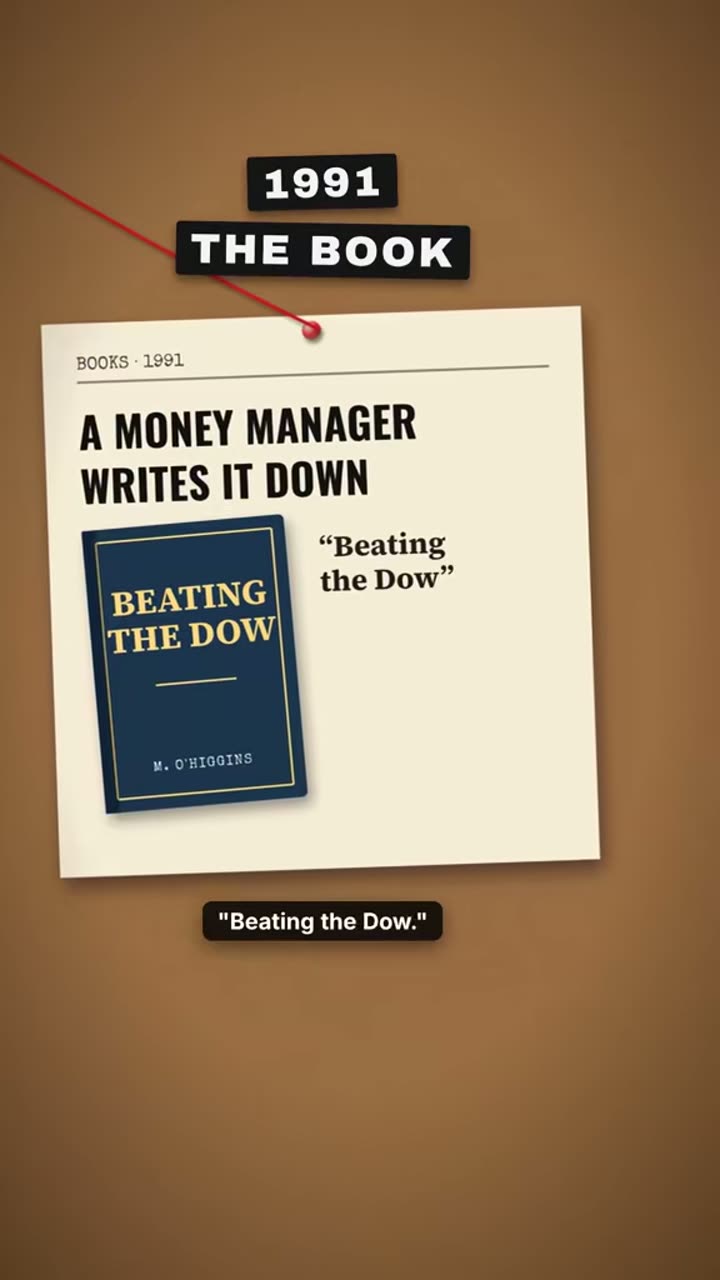 1991
THE BOOK
BOOKS · 1991
A MONEY MANAGER
WRITES IT DOWN
BEATING
THE DOW
M. O'HIGGINS
“Beating
the Dow”
"Beating the Dow."